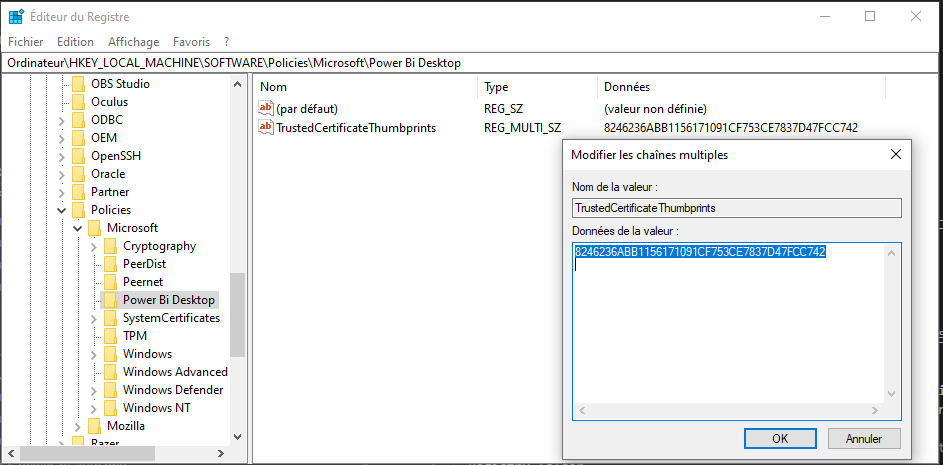 Éditeur du Registre
Fichier Edition Affichage Favoris ?
Ordinateur\HKEY_LOCAL_MACHINE\SOFTWARE\Policies\Microsoft\Power Bi Desktop
OBS Studio
Oculus
ODBC
OEM
OpenSSH
Oracle
Partner
Policies
Microsoft
Cryptography
PeerDist
Peernet
Power Bi Desktop
SystemCertificates
TPM
Windows
Windows Advanced
Windows Defender
Windows NT
Mozilla
Razer
Nom Type Données
(par défaut) REG_SZ (valeur non définie)
TrustedCertificateThumbprints REG_MULTI_SZ 8246236ABB1156171091CF753CE7837D47FCC742
Modifier les chaînes multiples
Nom de la valeur :
TrustedCertificateThumbprints
Données de la valeur :
8246236ABB1156171091CF753CE7837D47FCC742
OK Annuler